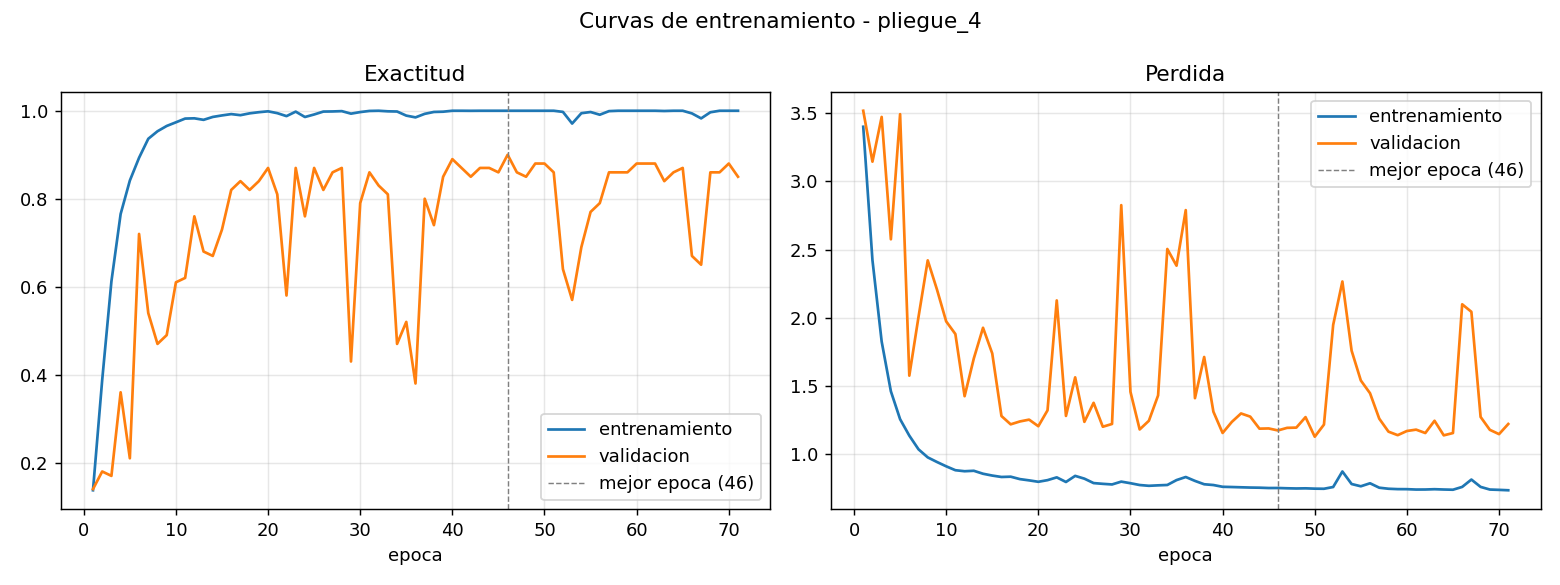 Curvas de entrenamiento - pliegue_4
Exactitud
1.0
0.8
0.6
0.4
0.2
0 10 20 30 40 50 60 70
epoca
entrenamiento
validacion
mejor epoca (46)
Perdida
3.5
3.0
2.5
2.0
1.5
1.0
0 10 20 30 40 50 60 70
epoca
entrenamiento
validacion
mejor epoca (46)